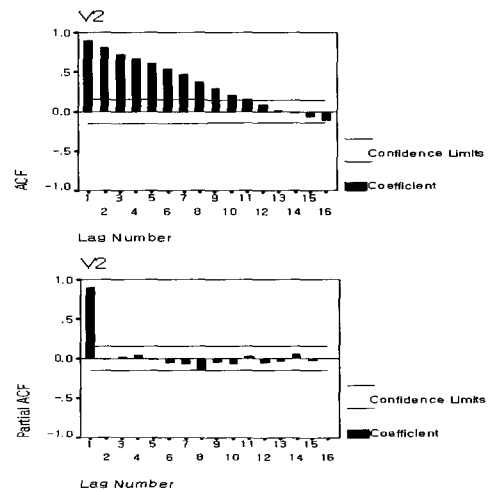 V2
1.0
.5
0.0
-.5
-1.0
ACF
1 3 5 7 9 11 13 15
2 4 6 8 10 12 14 16
Lag Number
Confidence Limits
Coefficient
V2
1.0
.5
0.0
-.5
-1.0
Partial ACF
1 3 5 7 9 11 13 15
2 4 6 8 10 12 14 16
Lag Number
Confidence Limits
Coefficient